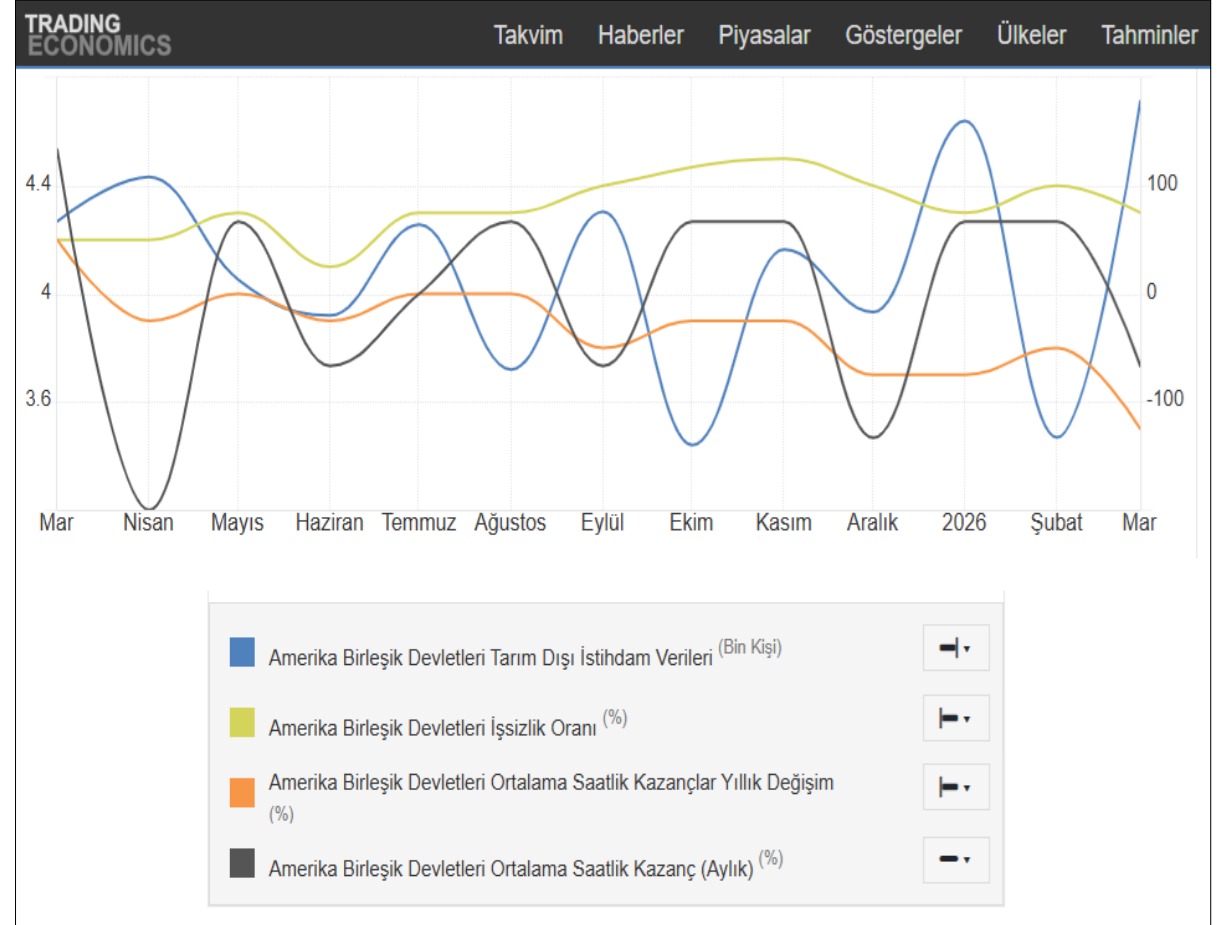 TRADING
ECONOMICS
Takvim Haberler Piyasalar Göstergeler Ülkeler Tahminler
4.4 100
4 0
3.6 -100
Mar Nisan Mayıs Haziran Temmuz Ağustos Eylül Ekim Kasım Aralık 2026 Şubat Mar
Amerika Birleşik Devletleri Tarım Dışı İstihdam Verileri (Bin Kişi)
Amerika Birleşik Devletleri İşsizlik Oranı (%)
Amerika Birleşik Devletleri Ortalama Saatlik Kazançlar Yıllık Değişim
(%)
Amerika Birleşik Devletleri Ortalama Saatlik Kazanç (Aylık) (%)